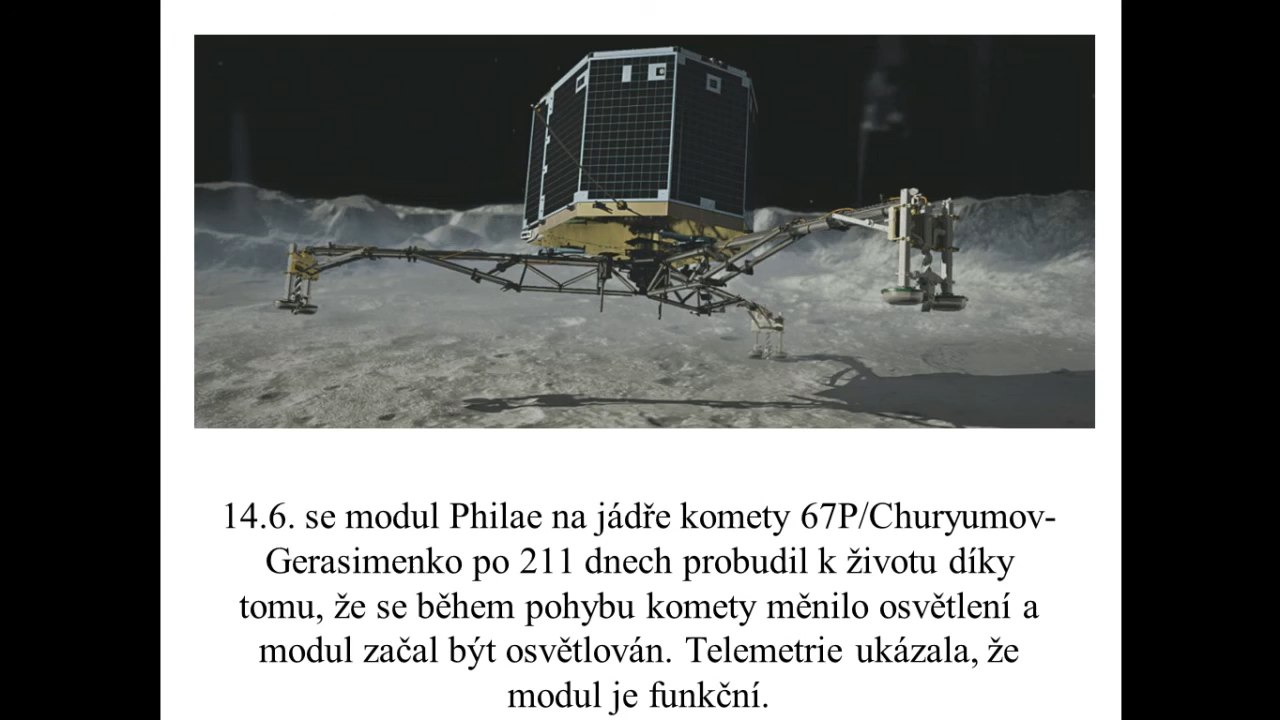 14.6. se modul Philae na jádře komety 67P/Churyumov-
Gerasimenko po 211 dnech probudil k životu díky
tomu, že se během pohybu komety měnilo osvětlení a
modul začal být osvětlován. Telemetrie ukázala, že
modul je funkční.